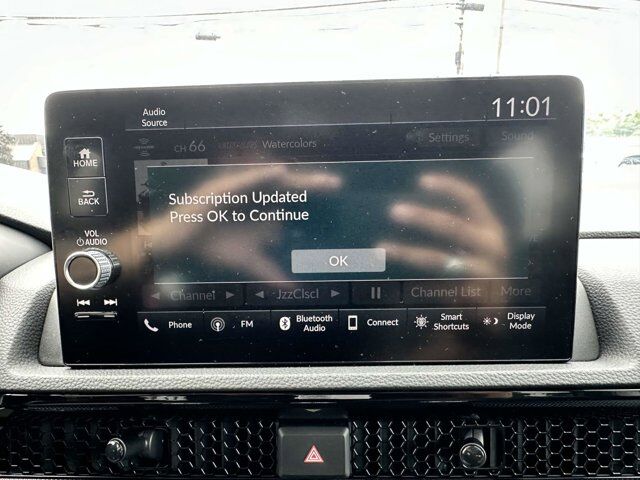 Audio
Source
11:01
HOME
CH 66
Watercolors
Settings
Sound
BACK
Subscription Updated
Press OK to Continue
VOL
AUDIO
OK
Channel
JzzClscl
Channel List
More
Phone
FM
Bluetooth
Audio
Connect
Smart
Shortcuts
Display
Mode